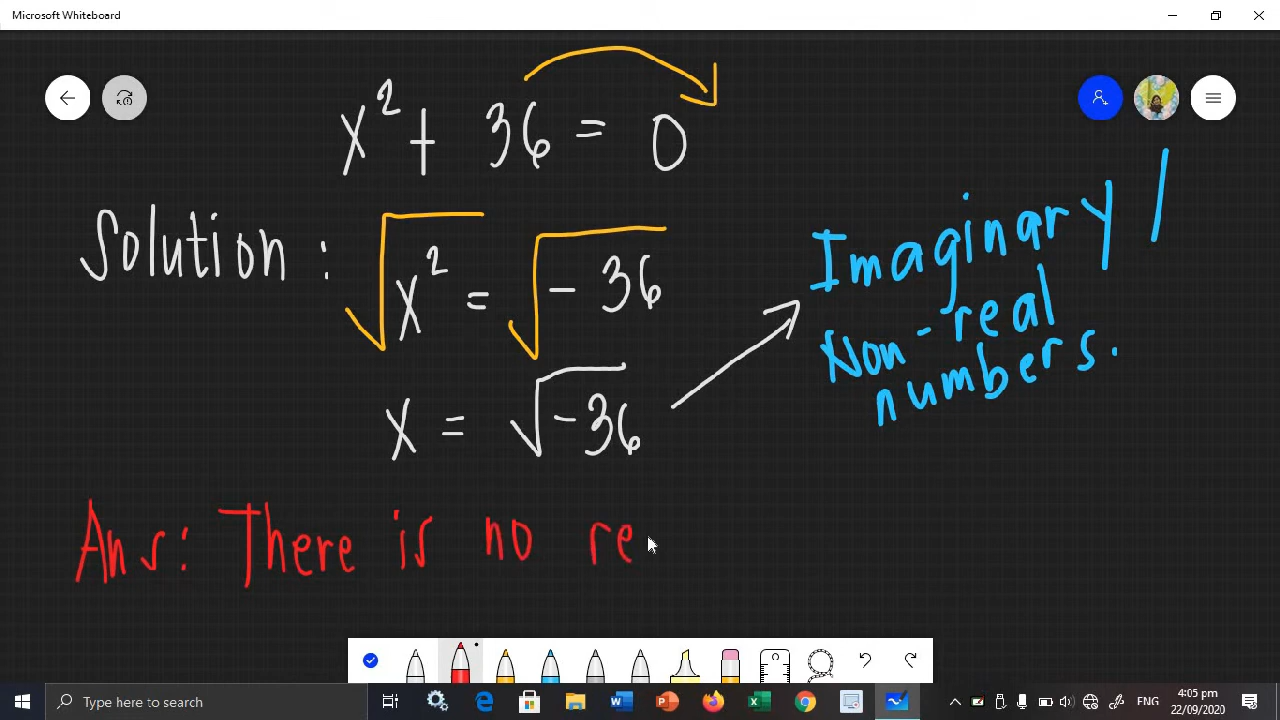 Microsoft Whiteboard
x² + 36 = 0
Solution: √x² = √-36
x = √-36
Imaginary /
Non-real
numbers.
Ans: There is no re
Type here to search
ENG
4:05 pm
22/09/2020